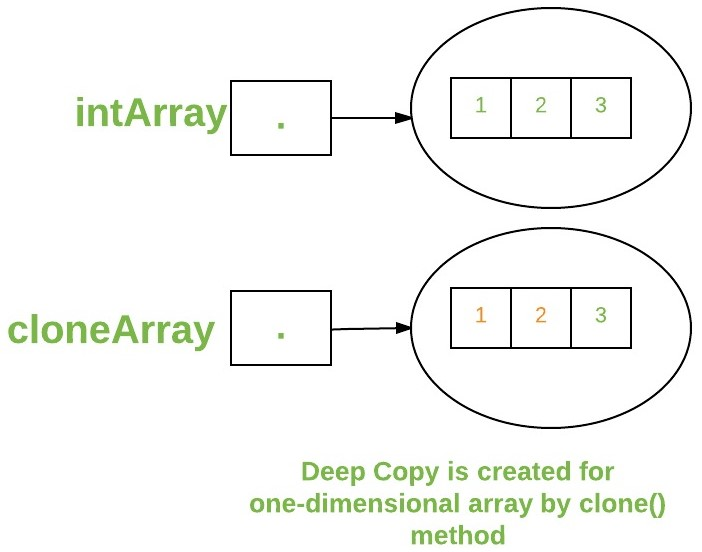 intArray . 1 2 3
cloneArray . 1 2 3
Deep Copy is created for
one-dimensional array by clone()
method